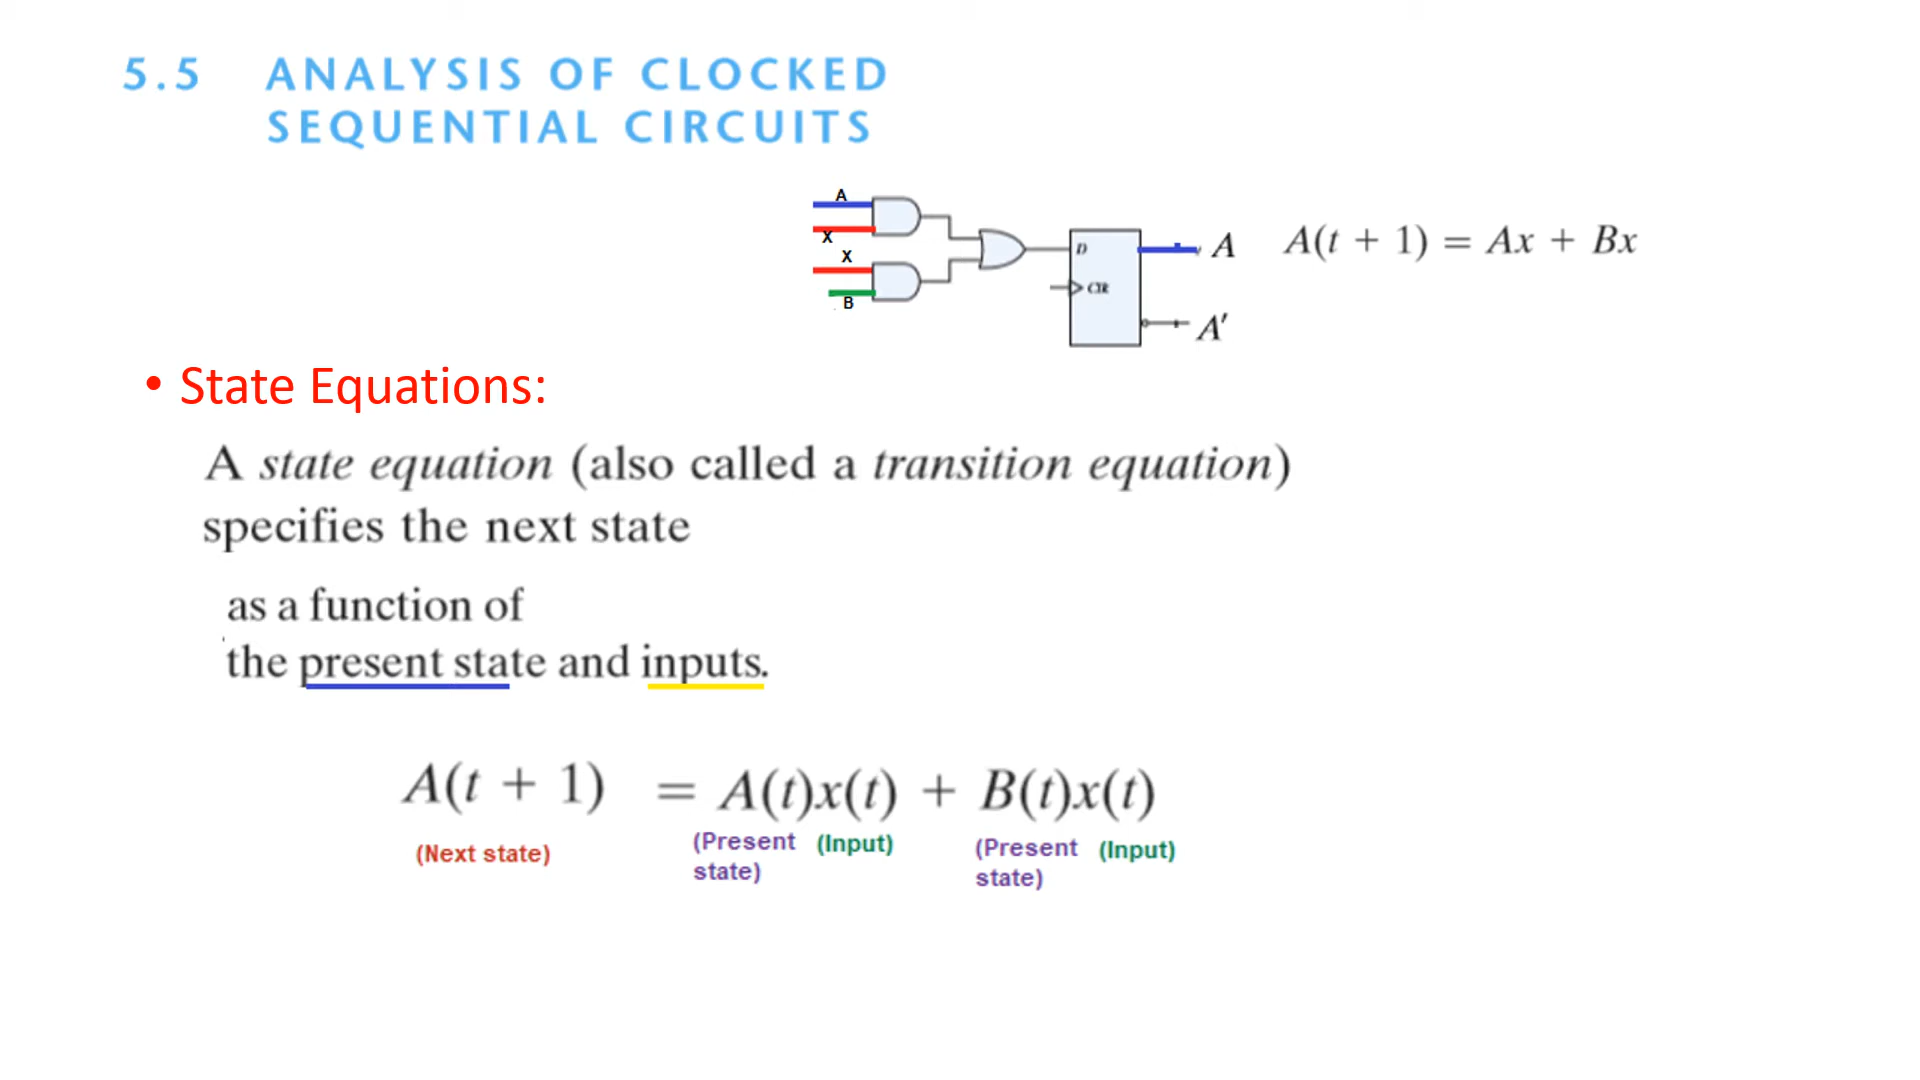 5.5 ANALYSIS OF CLOCKED
SEQUENTIAL CIRCUITS
A
X
X
B
D
Clk
A
A′
A(t + 1) = Ax + Bx
• State Equations:
A state equation (also called a transition equation)
specifies the next state
as a function of
the present state and inputs.
A(t + 1) = A(t)x(t) + B(t)x(t)
(Next state)
(Present (Input)
state)
(Present (Input)
state)